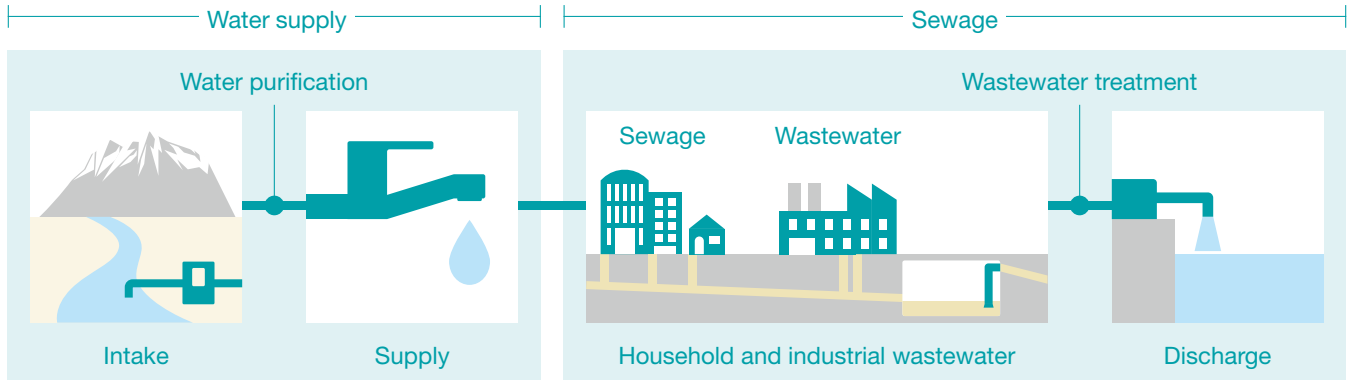 Water supply
Sewage
Water purification
Wastewater treatment
Sewage
Wastewater
Intake
Supply
Household and industrial wastewater
Discharge